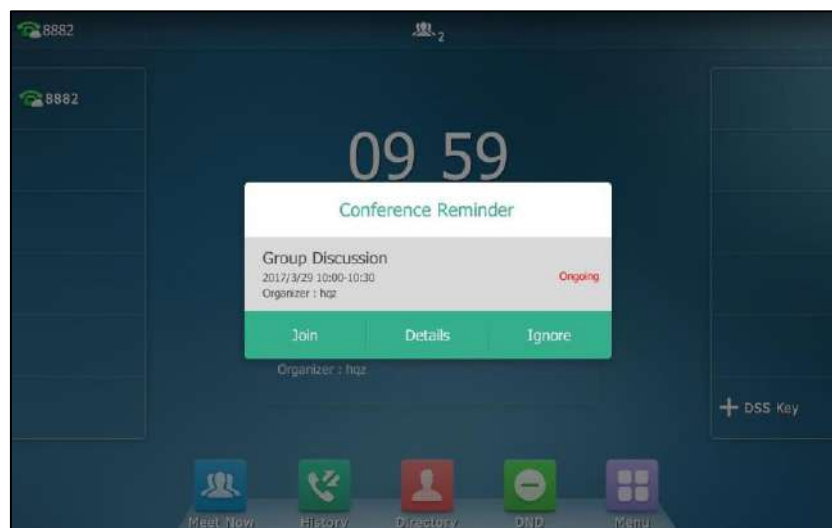 8882
2
8882
09 59
Conference Reminder
Group Discussion
2017/3/29 10:00-10:30
Ongoing
Organizer : hqz
Join
Details
Ignore
Organizer : hqz
DSS Key
Meet Now
History
Directory
DND
Menu